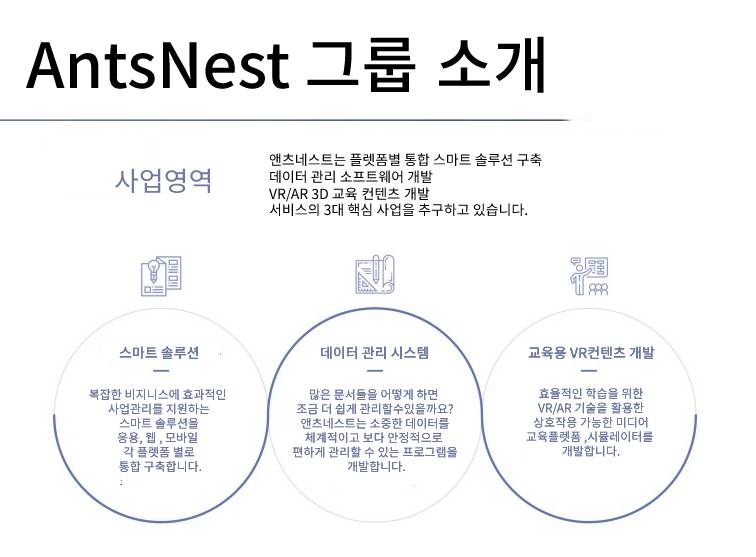 AntsNest 그룹 소개
사업영역
앤츠네스트는 플렛폼별 통합 스마트 솔루션 구축
데이터 관리 소프트웨어 개발
VR/AR 3D 교육 컨텐츠 개발
서비스의 3대 핵심 사업을 추구하고 있습니다.
스마트 솔루션
복잡한 비지니스에 효과적인
사업관리를 지원하는
스마트 솔루션을
응용, 웹 , 모바일
각 플렛폼 별로
통합 구축합니다.
데이터 관리 시스템
많은 문서들을 어떻게 하면
조금 더 쉽게 관리할수있을까요?
앤츠네스트는 소중한 데이터를
체계적이고 보다 안정적으로
편하게 관리할 수 있는 프로그램을
개발합니다.
교육용 VR컨텐츠 개발
효율적인 학습을 위한
VR/AR 기술을 활용한
상호작용 가능한 미디어
교육플렛폼 ,시뮬레이터를
개발합니다.